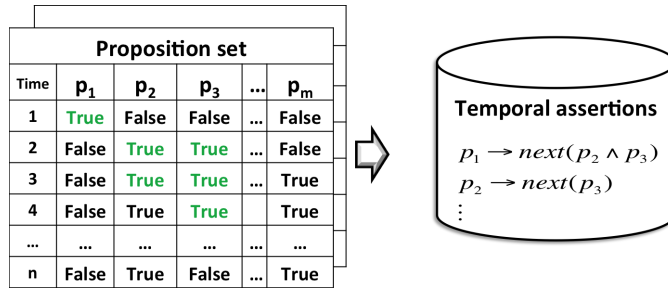 Proposition set
Time p1 p2 p3 ... pm
1 True False False ... False
2 False True True ... False
3 False True True ... True
4 False True True ... True
... ... ... ... ... ...
n False True False ... True
Temporal assertions
p1 → next(p2 ∧ p3)
p2 → next(p3)
⋮